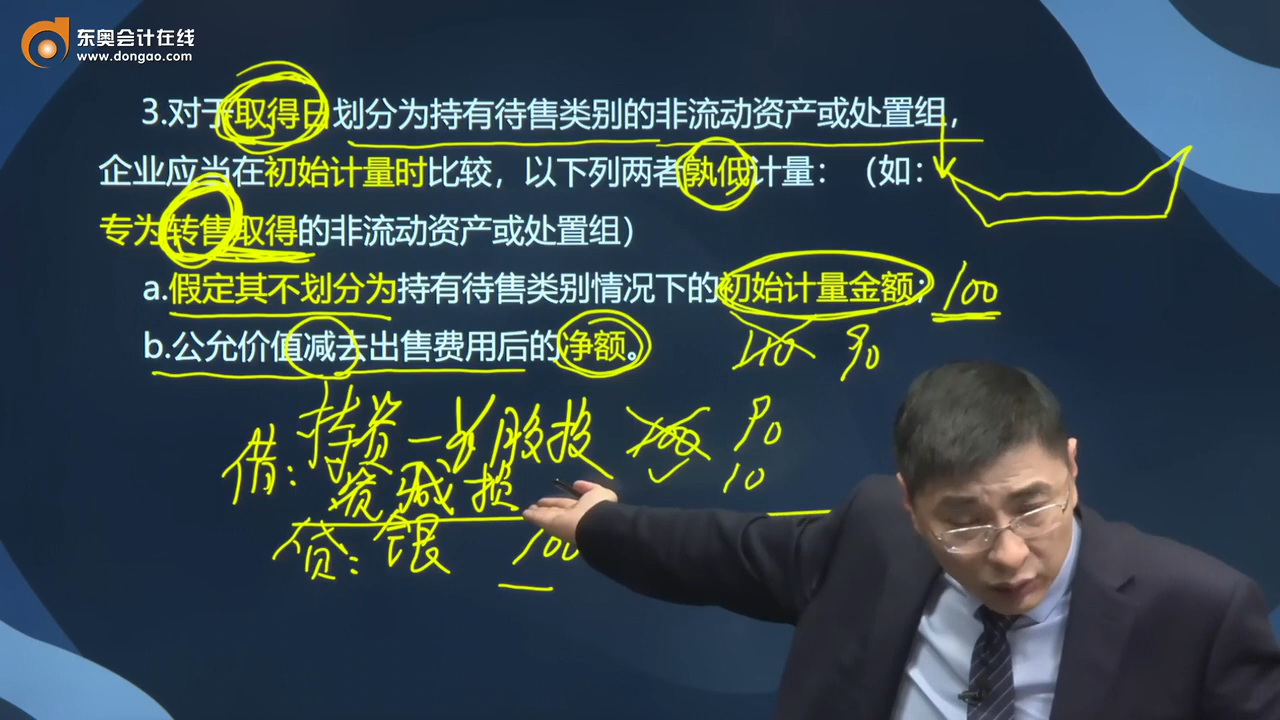 东奥会计在线
www.dongao.com
3.对于取得日划分为持有待售类别的非流动资产或处置组，
企业应当在初始计量时比较，以下列两者孰低计量：（如：
专为转售取得的非流动资产或处置组）
a.假定其不划分为持有待售类别情况下的初始计量金额； 100
b.公允价值减去出售费用后的净额。 110 90
借：持资一长股投 100 90
资减损 10
贷：银 100